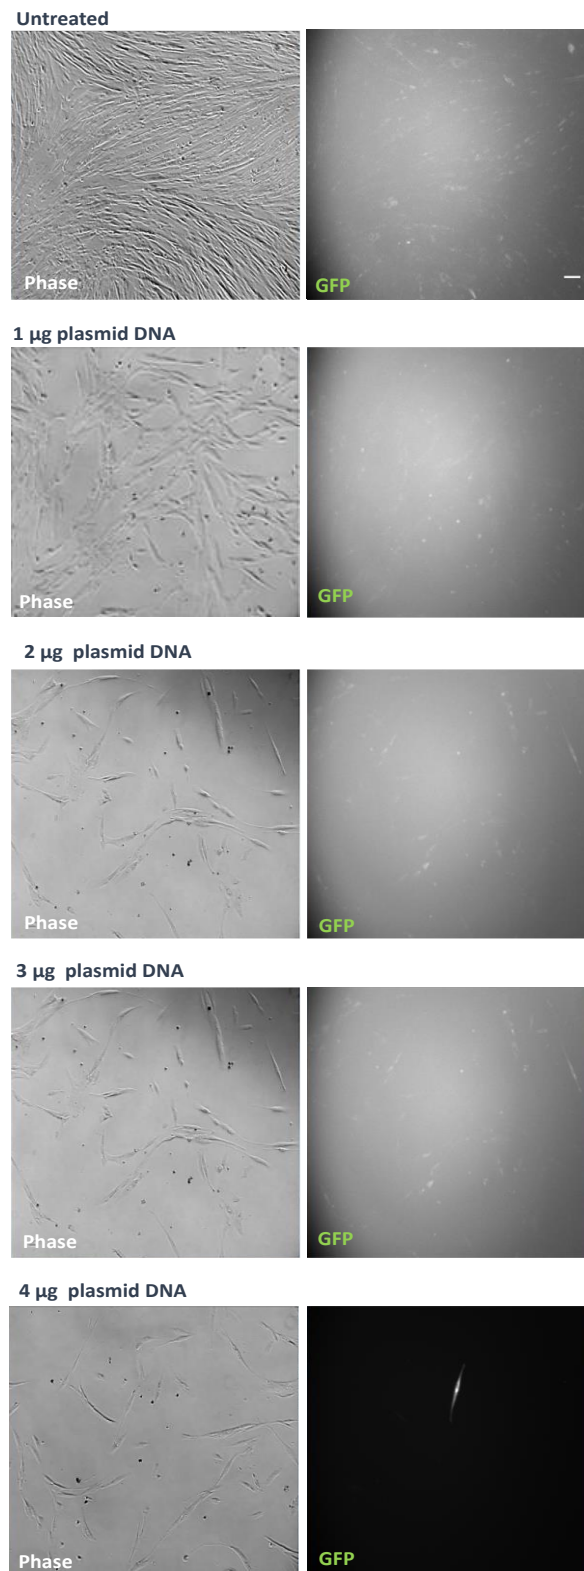 Untreated
Phase
GFP
1 µg plasmid DNA
Phase
GFP
2 µg  plasmid DNA
Phase
GFP
3 µg  plasmid DNA
Phase
GFP
4 µg  plasmid DNA
Phase
GFP